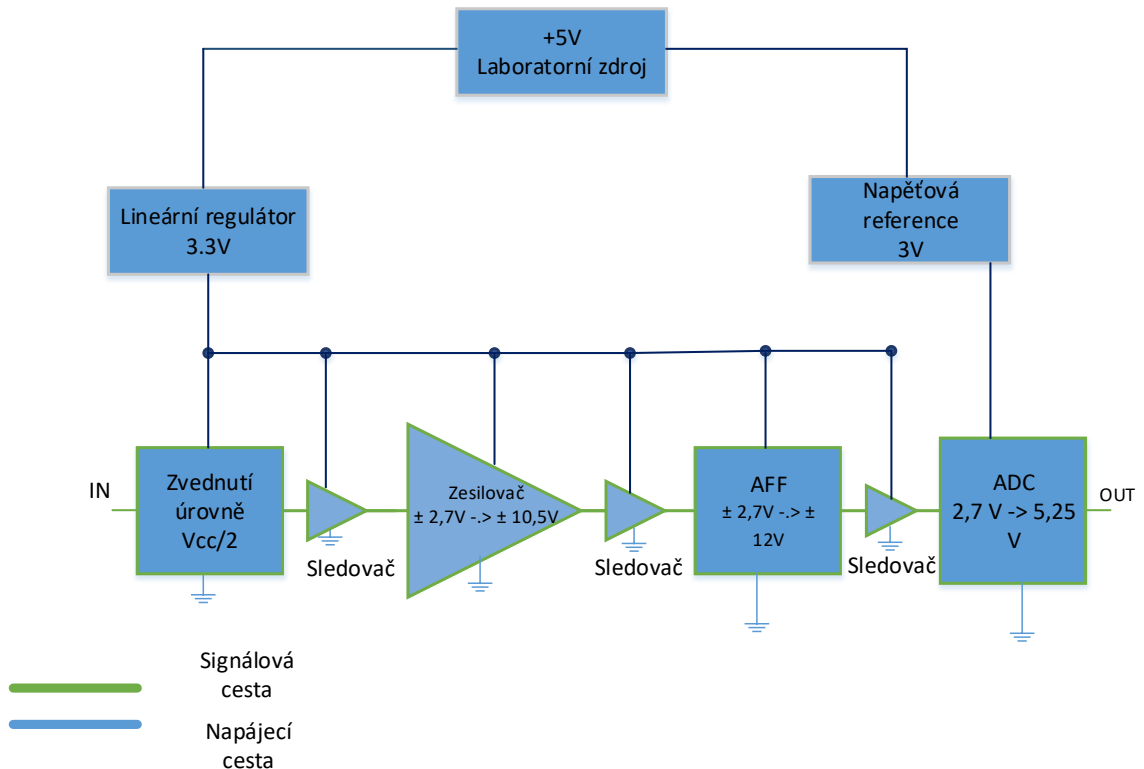 +5V
Laboratorní zdroj
Lineární regulátor
3.3V
Napěťová
reference
3V
IN
Zvednutí
úrovně
Vcc/2
Sledovač
Zesilovač
± 2,7V -.> ± 10,5V
Sledovač
AFF
± 2,7V -.> ±
12V
Sledovač
ADC
2,7 V -> 5,25
V
OUT
Signálová
cesta
Napájecí
cesta